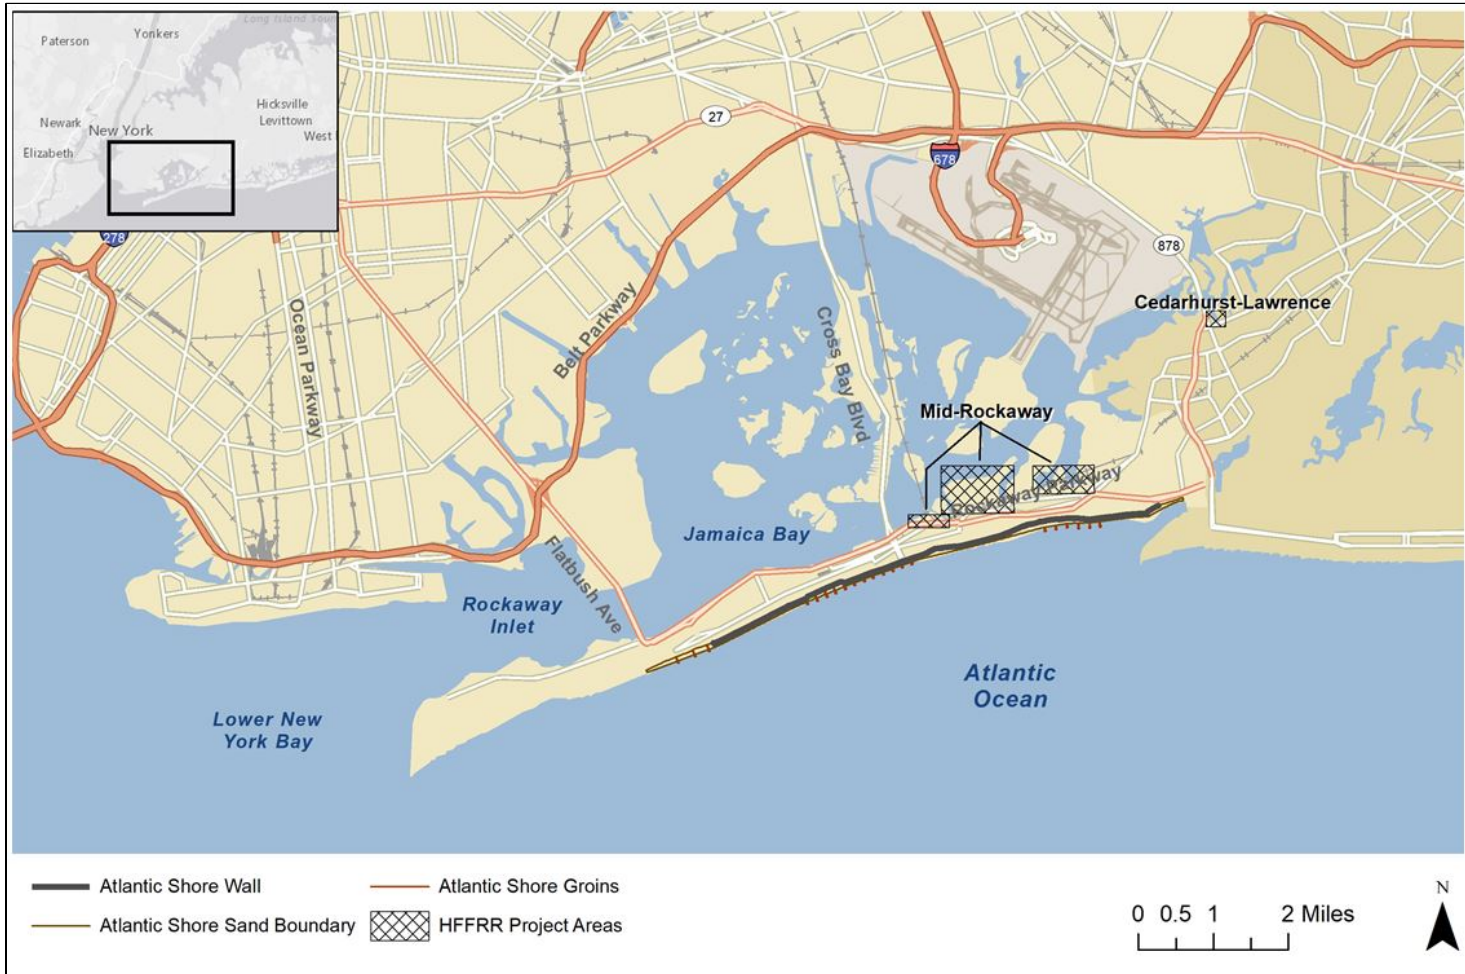 Long Island Soun
Paterson
Yonkers
Hicksville
Levittown
West
Newark
New York
Elizabeth
27
678
278
878
Cedarhurst-Lawrence
Ocean Parkway
Belt Parkway
Cross Bay Blvd
Mid-Rockaway
Rockaway Parkway
Jamaica Bay
Flatbush Ave
Rockaway
Inlet
Atlantic
Ocean
Lower New
York Bay
Atlantic Shore Wall
Atlantic Shore Groins
Atlantic Shore Sand Boundary
HFFRR Project Areas
0 0.5 1 2 Miles
N